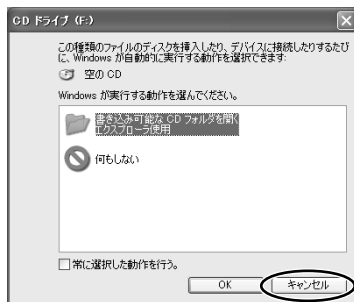 CD ドライブ (F:)
この種類のファイルのディスクを挿入したり、デバイスに接続したりするたび
に、Windows が自動的に実行する動作を選択できます:
空の CD
Windows が実行する動作を選んでください。
書き込み可能な CD フォルダを開く
エクスプローラ使用
何もしない
常に選択した動作を行う。
OK キャンセル